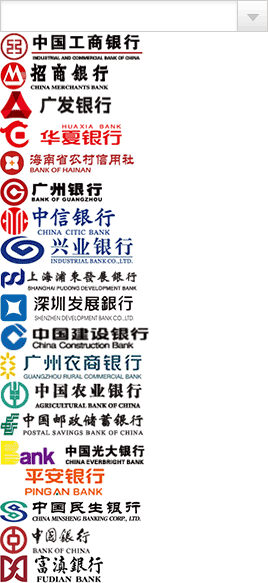 中国工商银行
INDUSTRIAL AND COMMERCIAL BANK OF CHINA
招商银行
CHINA MERCHANTS BANK
广发银行
HUAXIA BANK
华夏银行
海南省农村信用社
BANK OF HAINAN
广州银行
BANK OF GUANGZHOU
中信银行
CHINA CITIC BANK
兴业银行
INDUSTRIAL BANK CO.,LTD.
上海浦东發展銀行
SHANGHAI PUDONG DEVELOPMENT BANK
深圳发展銀行
SHENZHEN DEVELOPMENT BANK CO.,LTD
中国建设银行
China Construction Bank
广州农商银行
GUANGZHOU RURAL COMMERCIAL BANK
中国农业银行
AGRICULTURAL BANK OF CHINA
中国邮政储蓄银行
POSTAL SAVINGS BANK OF CHINA
Bank 中国光大银行
CHINA EVERBRIGHT BANK
平安银行
PING AN BANK
中国民生银行
CHINA MINSHENG BANKING CORP., LTD.
中国银行
BANK OF CHINA
富滇银行
FUDIAN BANK